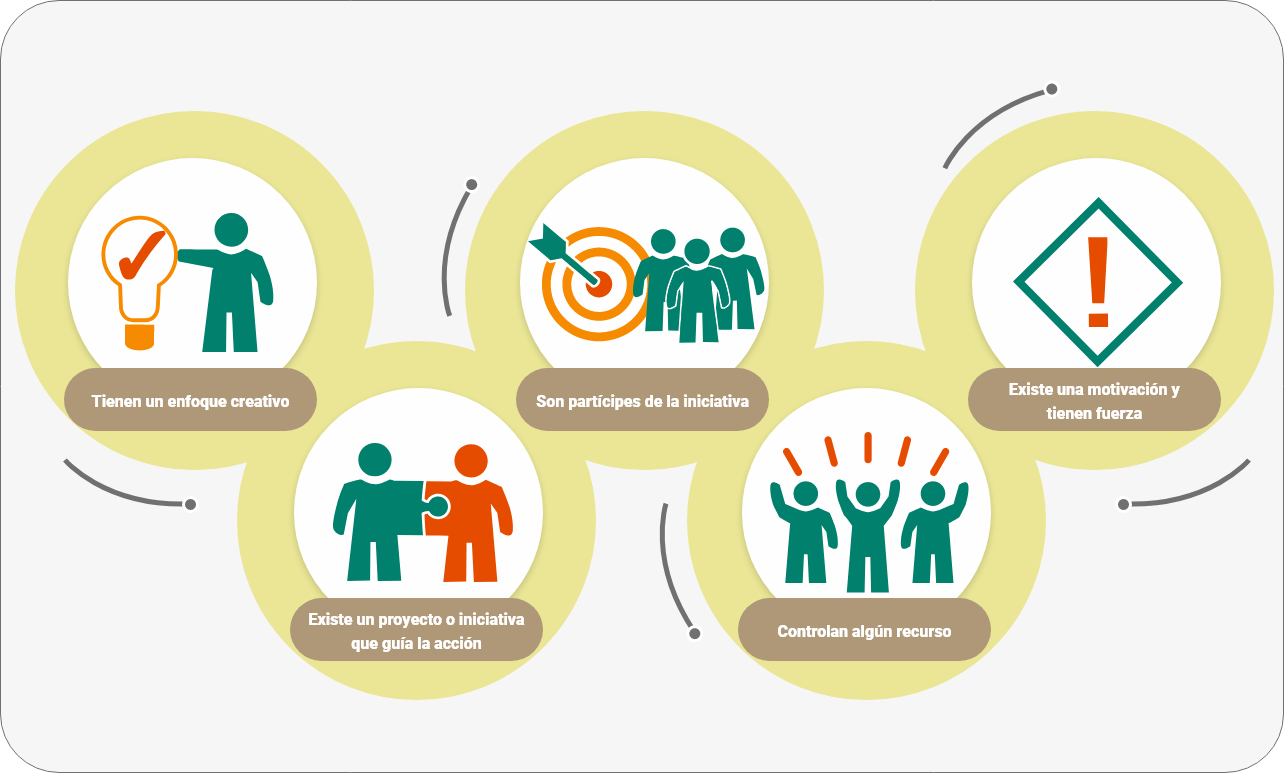 Tienen un enfoque creativo
Existe un proyecto o iniciativa
que guía la acción
Son partícipes de la iniciativa
Controlan algún recurso
Existe una motivación y
tienen fuerza